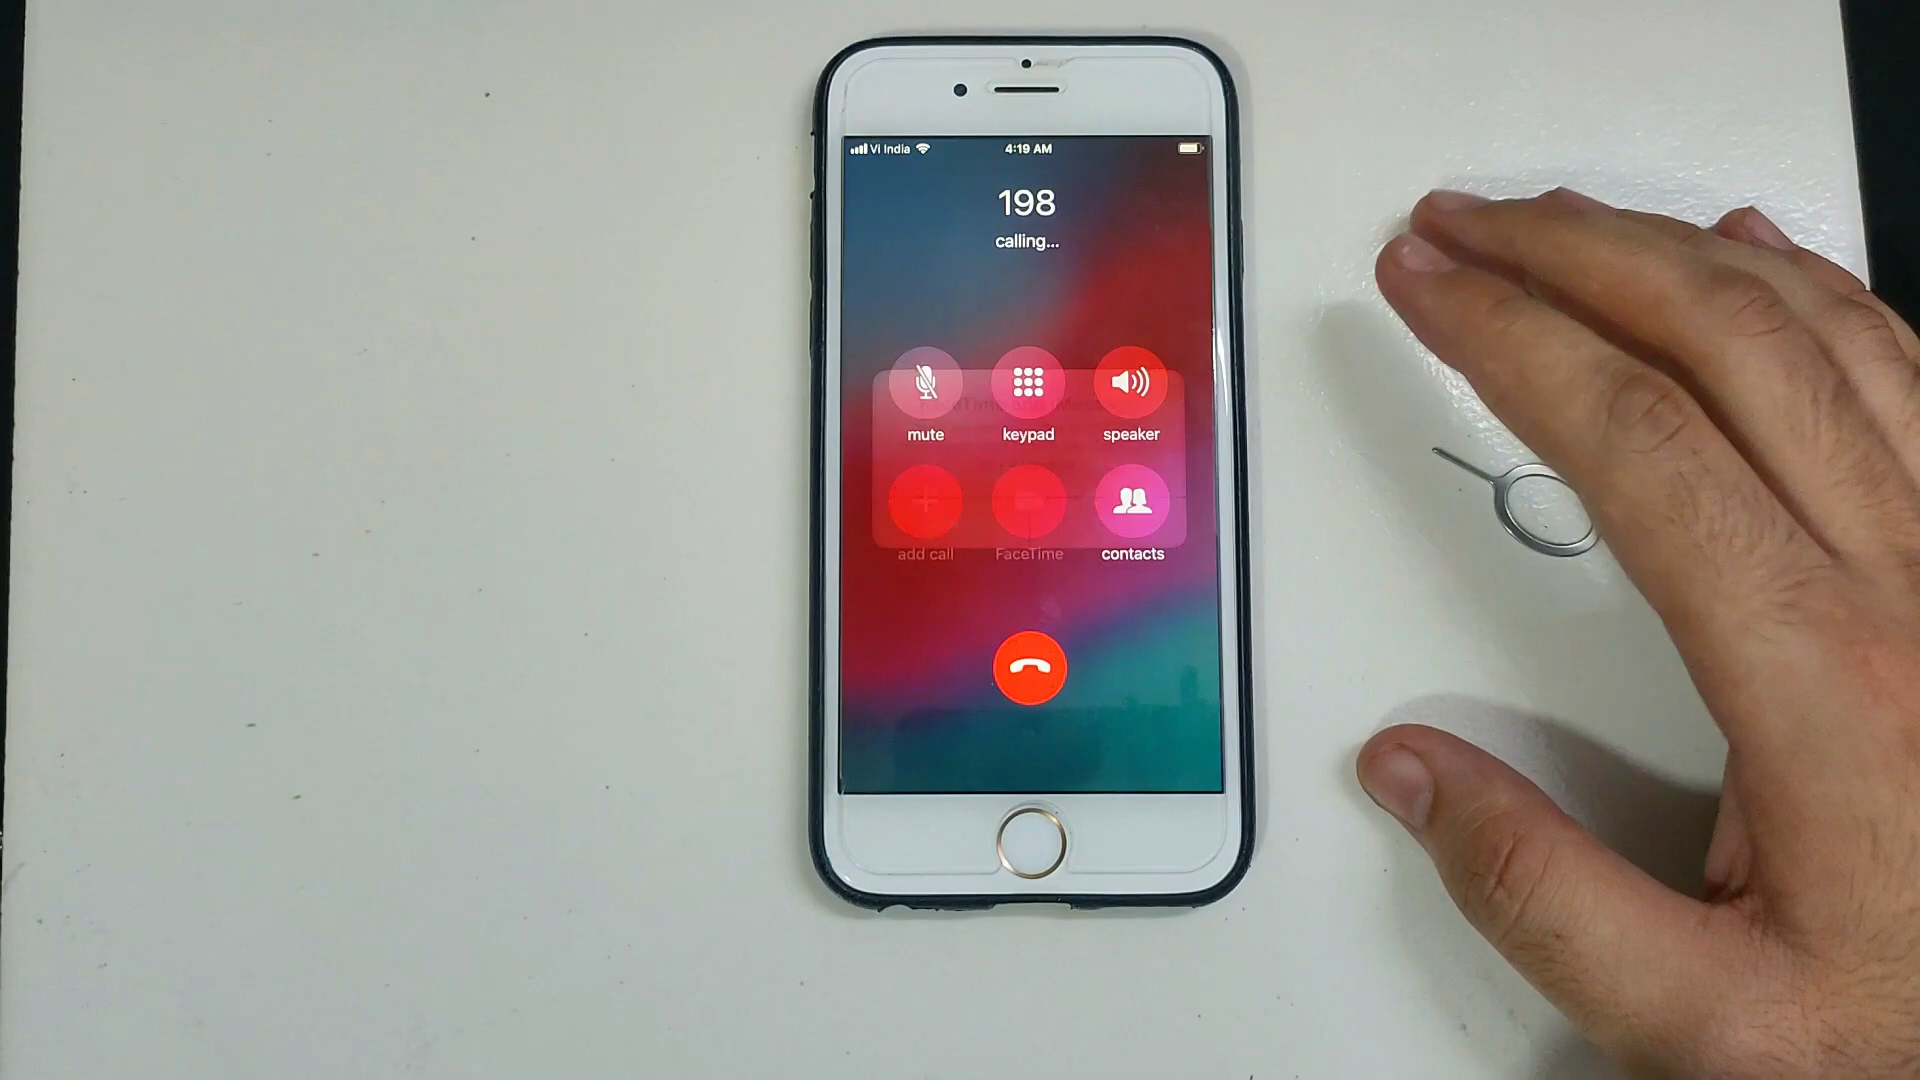 Vi India 4:19 AM
198
calling...
mute keypad speaker
add call FaceTime contacts